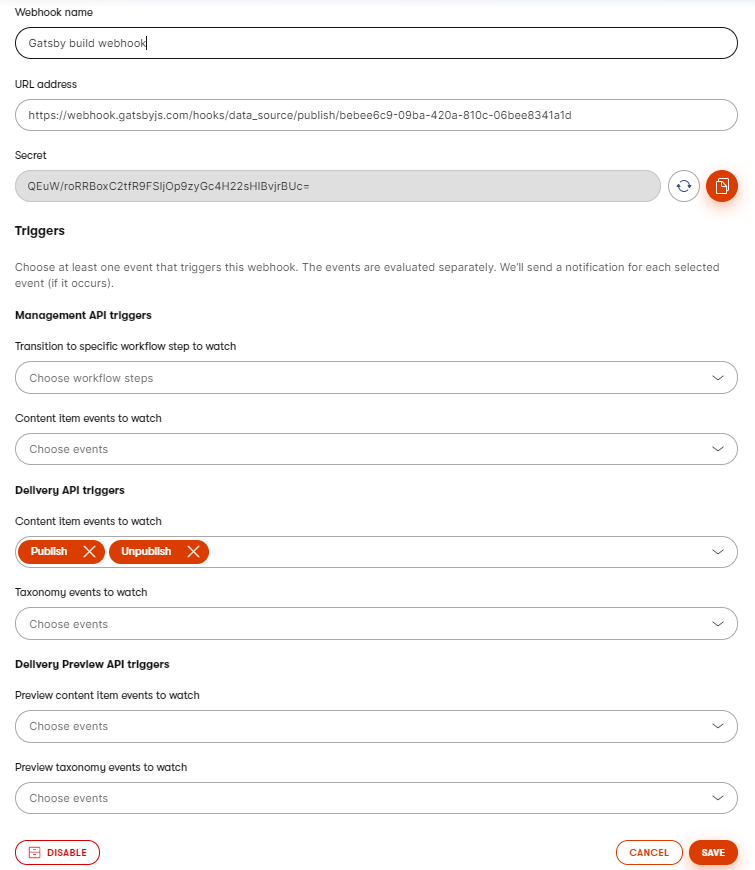 Webhook name
Gatsby build webhook
URL address
https://webhook.gatsbyjs.com/hooks/data_source/publish/bebee6c9-09ba-420a-810c-06bee8341a1d
Secret
QEuW/roRRBoxC2tfR9FSIjOp9zyGc4H22sHIBvjrBUc=
Triggers
Choose at least one event that triggers this webhook. The events are evaluated separately. We'll send a notification for each selected
event (if it occurs).
Management API triggers
Transition to specific workflow step to watch
Choose workflow steps
Content item events to watch
Choose events
Delivery API triggers
Content item events to watch
Publish Unpublish
Taxonomy events to watch
Choose events
Delivery Preview API triggers
Preview content item events to watch
Choose events
Preview taxonomy events to watch
Choose events
DISABLE CANCEL SAVE